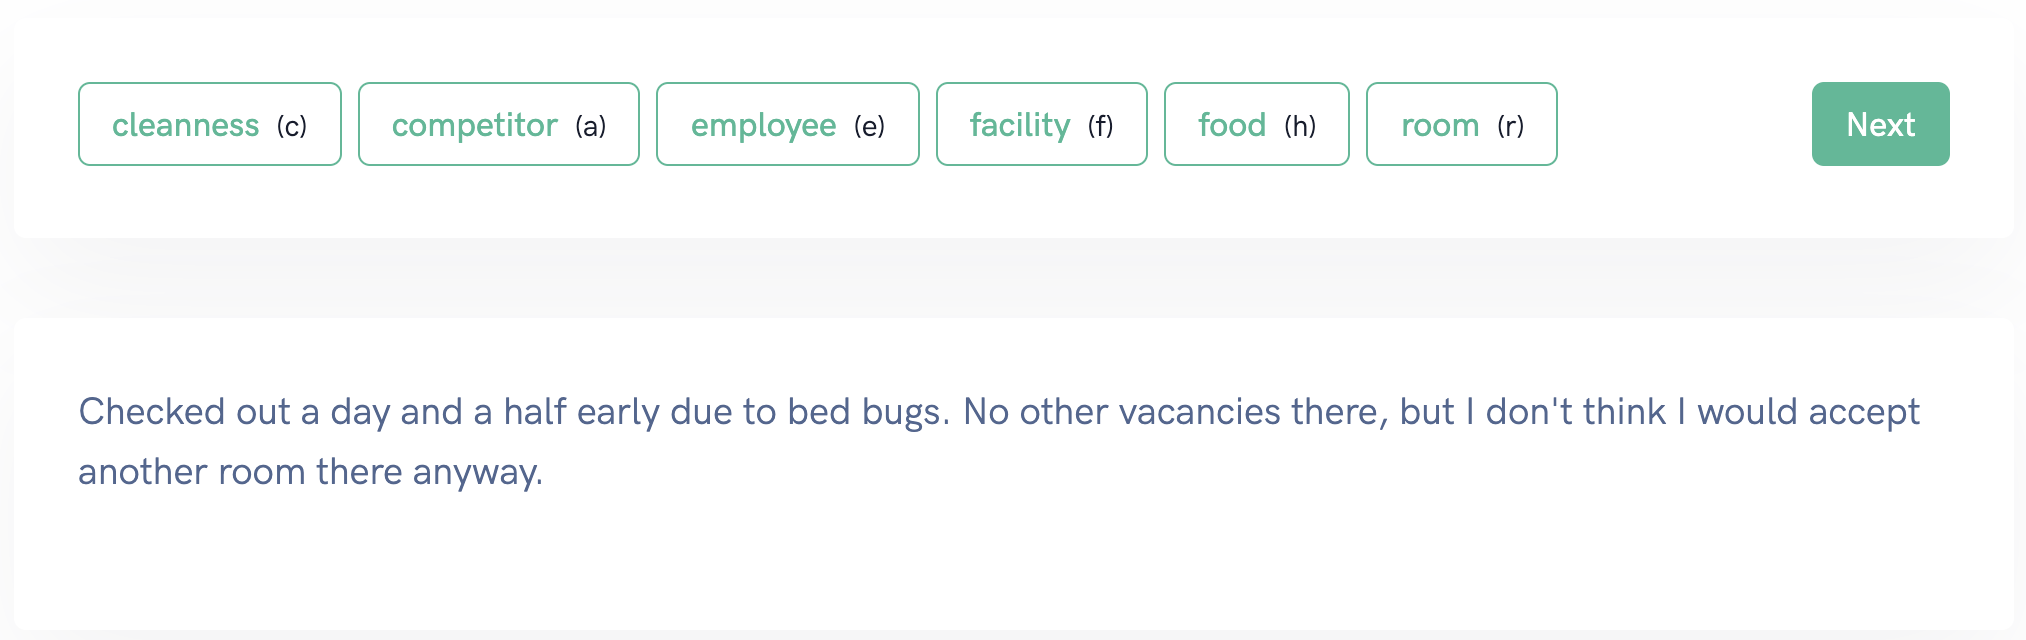 cleanness (c) competitor (a) employee (e) facility (f) food (h) room (r) Next
Checked out a day and a half early due to bed bugs. No other vacancies there, but I don't think I would accept
another room there anyway.